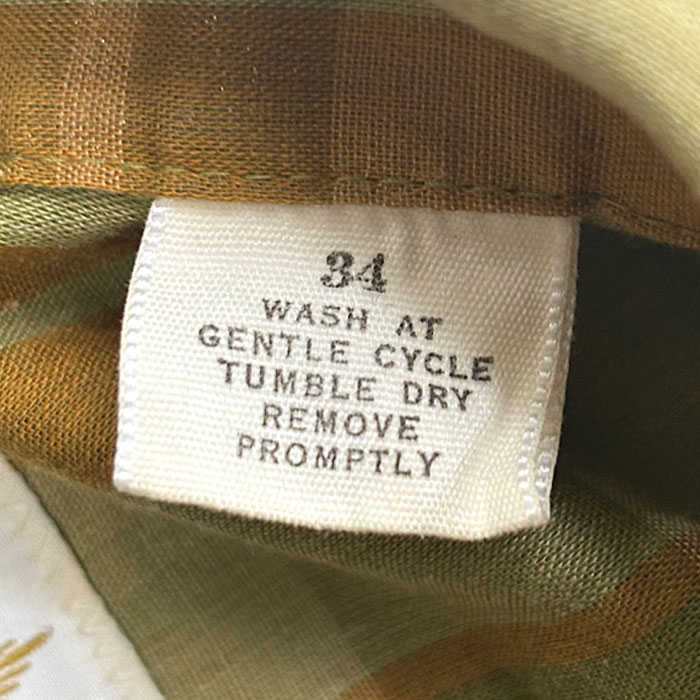 34
WASH AT
GENTLE CYCLE
TUMBLE DRY
REMOVE
PROMPTLY